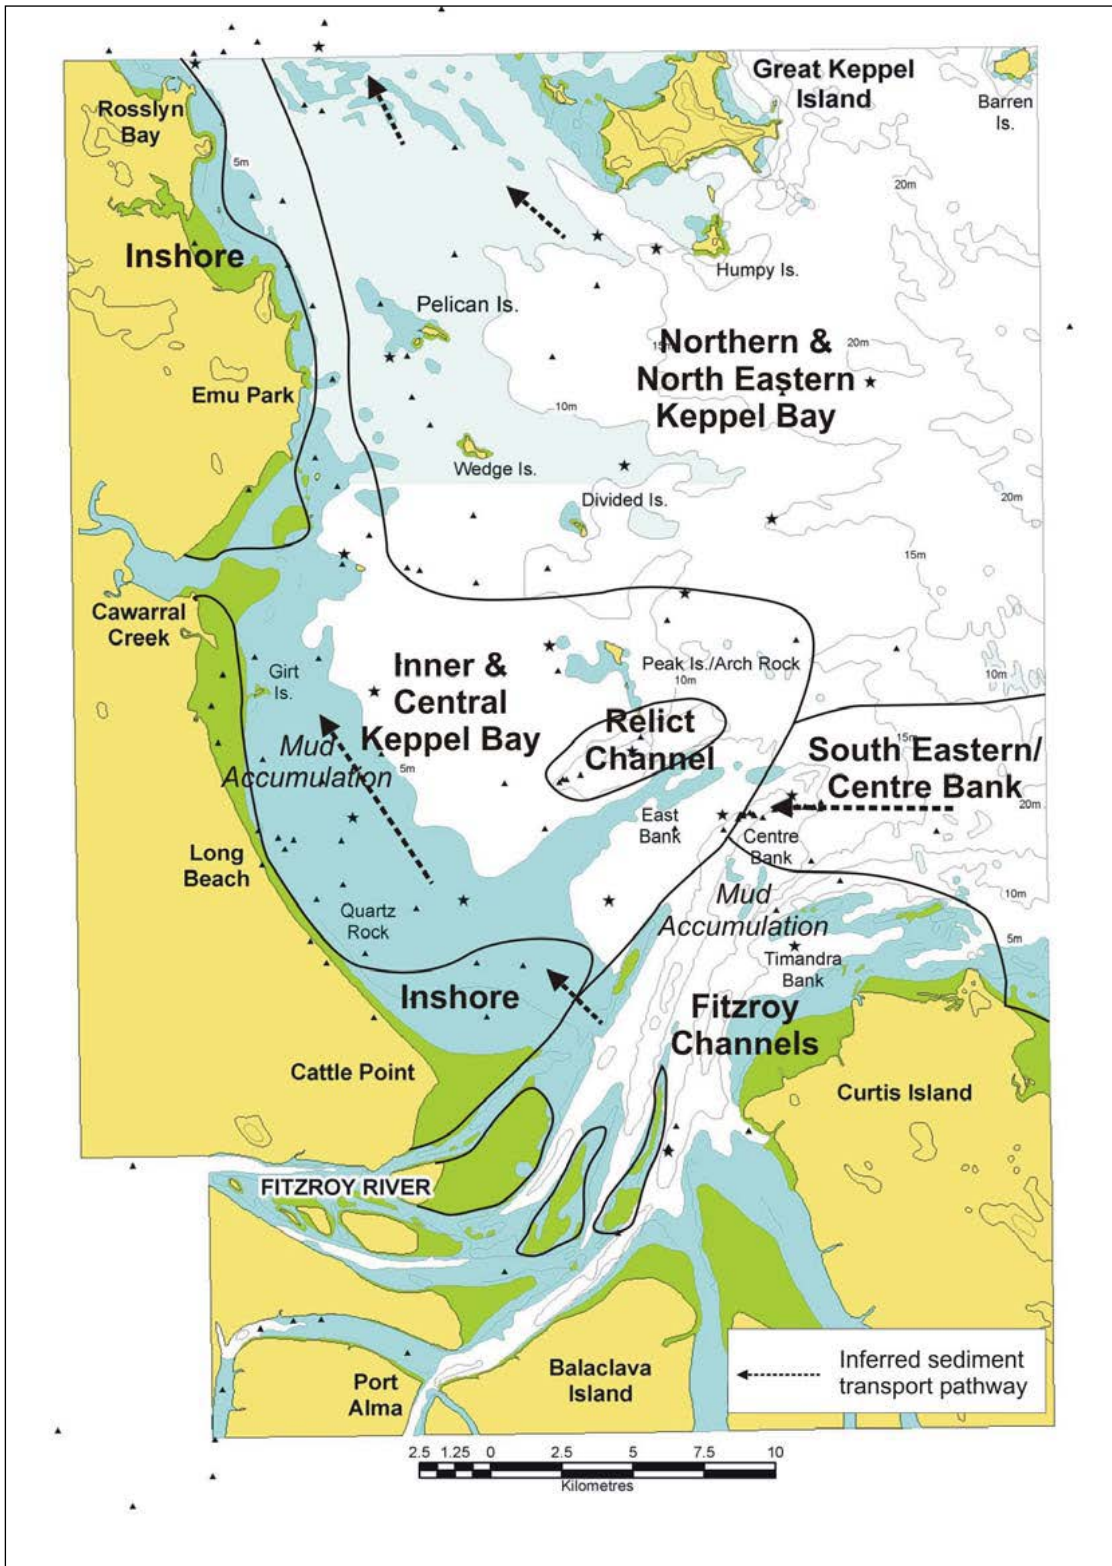 Great Keppel
Island
Barren
Is.
Rosslyn
Bay
5m
20m
20m
Inshore
Humpy Is.
Pelican Is.
Northern &
North Eastern
Keppel Bay
15m
20m
Emu Park
10m
10m
Wedge Is.
Divided Is.
20m
15m
Cawarral
Creek
Girt
Is.
Inner &
Central
Keppel Bay
Peak Is./Arch Rock
10m
10m
Relict
Channel
15m
South Eastern/
Centre Bank
Mud
Accumulation
5m
20m
East
Bank
Centre
Bank
Long
Beach
Mud
Accumulation
10m
Quartz
Rock
5m
Timandra
Bank
Inshore
Fitzroy
Channels
Cattle Point
Curtis Island
FITZROY RIVER
Inferred sediment
transport pathway
Balaclava
Island
Port
Alma
2.5 1.25 0 2.5 5 7.5 10
Kilometres